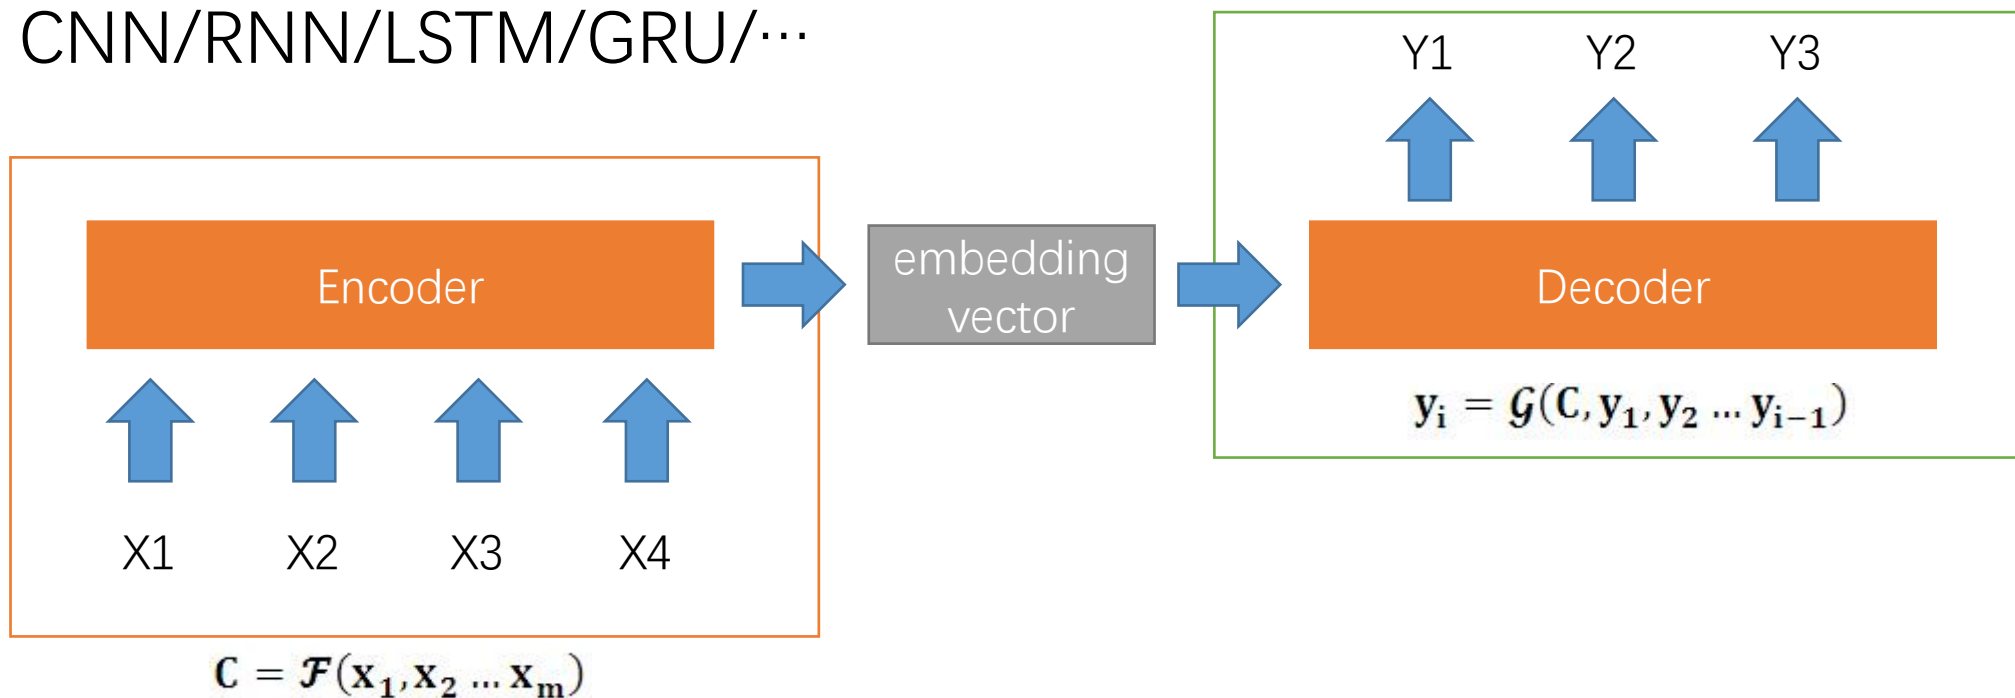 CNN/RNN/LSTM/GRU/…
Encoder
X1 X2 X3 X4
C = ℱ(x₁, x₂ … xₘ)
embedding
vector
Y1 Y2 Y3
Decoder
yᵢ = 𝒢(C, y₁, y₂ … yᵢ₋₁)